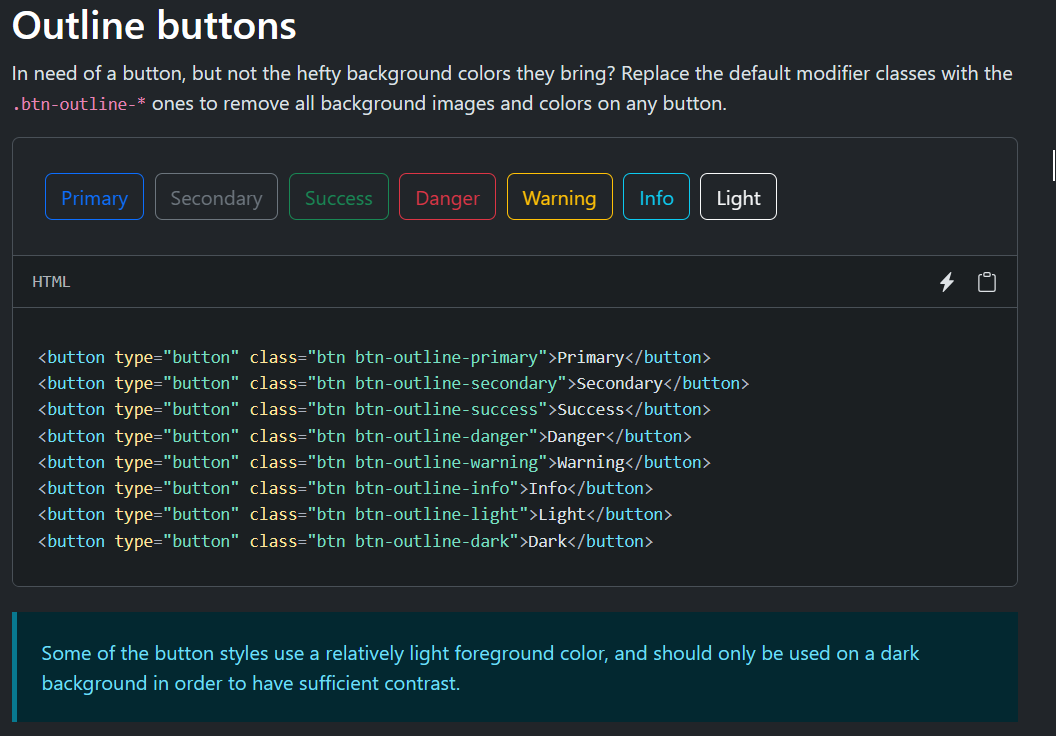 Outline buttons
In need of a button, but not the hefty background colors they bring? Replace the default modifier classes with the
.btn-outline-* ones to remove all background images and colors on any button.
Primary Secondary Success Danger Warning Info Light
HTML
<button type="button" class="btn btn-outline-primary">Primary</button>
<button type="button" class="btn btn-outline-secondary">Secondary</button>
<button type="button" class="btn btn-outline-success">Success</button>
<button type="button" class="btn btn-outline-danger">Danger</button>
<button type="button" class="btn btn-outline-warning">Warning</button>
<button type="button" class="btn btn-outline-info">Info</button>
<button type="button" class="btn btn-outline-light">Light</button>
<button type="button" class="btn btn-outline-dark">Dark</button>
Some of the button styles use a relatively light foreground color, and should only be used on a dark
background in order to have sufficient contrast.